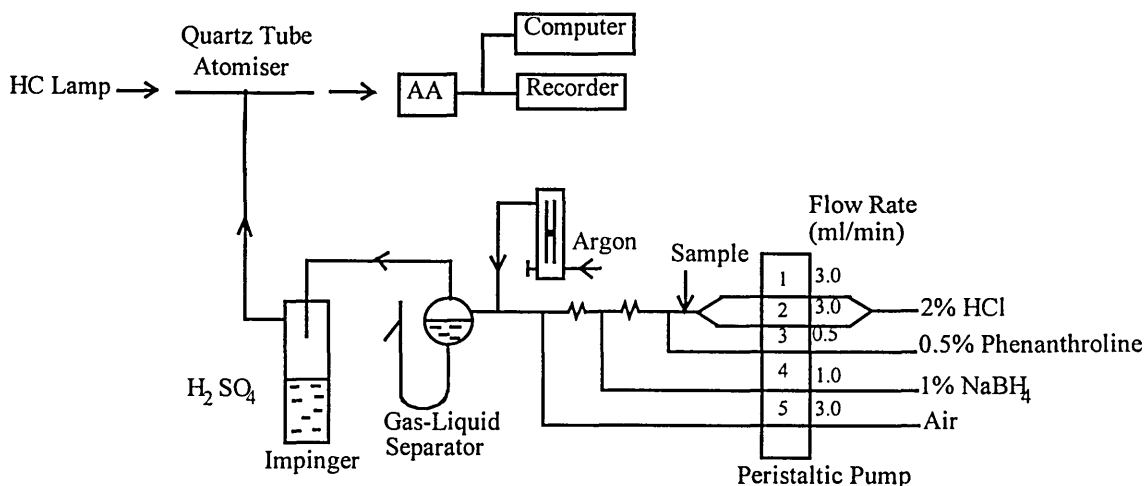 Quartz Tube
Atomiser
HC Lamp
AA
Computer
Recorder
Flow Rate
(ml/min)
Argon
Sample
1 3.0
2 3.0 2% HCl
3 0.5 0.5% Phenanthroline
4 1.0 1% NaBH4
5 3.0 Air
H2SO4
Gas-Liquid
Separator
Impinger
Peristaltic Pump